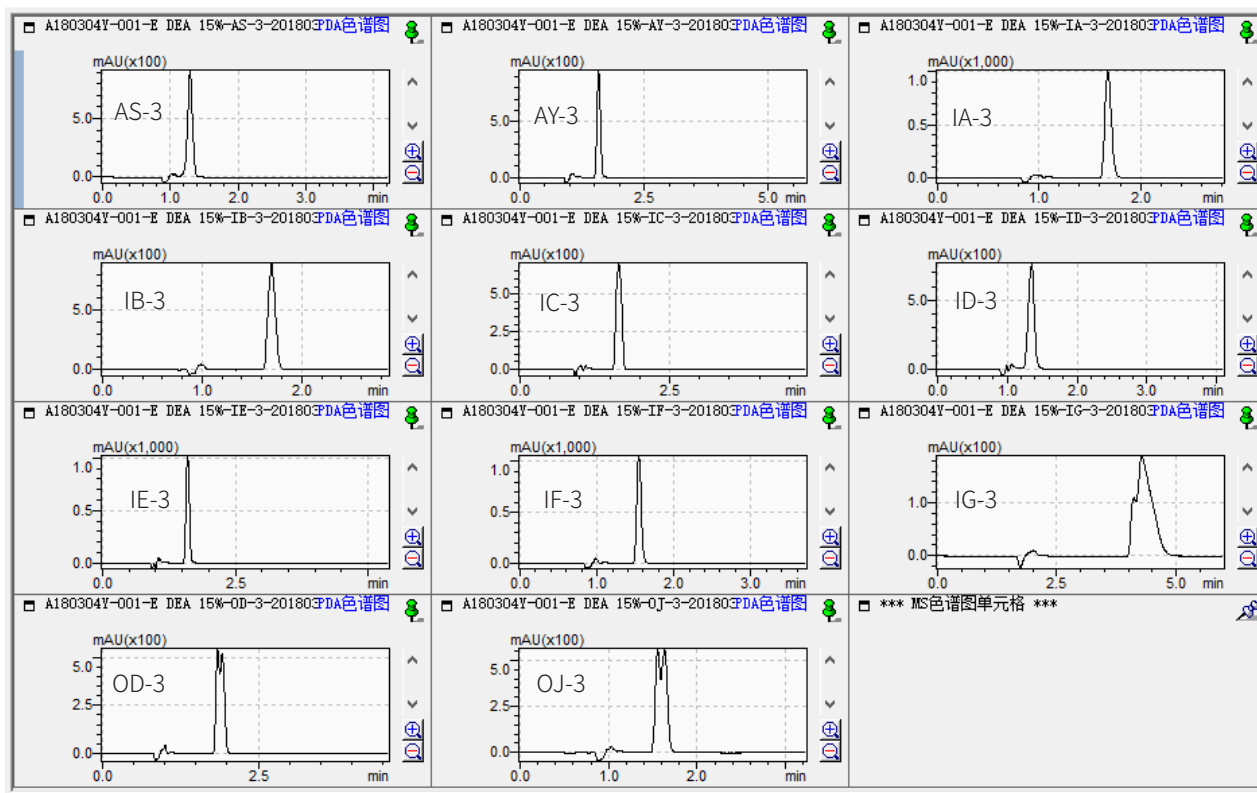 A180304Y-001-E DEA 15%-AS-3-201803PDA色谱图
mAU(x100)
5.0
0.0
AS-3
0.0 1.0 2.0 3.0 min
A180304Y-001-E DEA 15%-AY-3-201803PDA色谱图
mAU(x100)
5.0
0.0
AY-3
0.0 2.5 5.0 min
A180304Y-001-E DEA 15%-IA-3-201803PDA色谱图
mAU(x1,000)
1.0
0.5
0.0
IA-3
0.0 1.0 2.0 min
A180304Y-001-E DEA 15%-IB-3-201803PDA色谱图
mAU(x100)
5.0
0.0
IB-3
0.0 1.0 2.0 min
A180304Y-001-E DEA 15%-IC-3-201803PDA色谱图
mAU(x100)
5.0
2.5
0.0
IC-3
0.0 2.5 min
A180304Y-001-E DEA 15%-ID-3-201803PDA色谱图
mAU(x100)
5.0
0.0
ID-3
0.0 1.0 2.0 3.0 min
A180304Y-001-E DEA 15%-IE-3-201803PDA色谱图
mAU(x1,000)
1.0
0.5
0.0
IE-3
0.0 2.5 min
A180304Y-001-E DEA 15%-IF-3-201803PDA色谱图
mAU(x1,000)
1.0
0.5
0.0
IF-3
0.0 1.0 2.0 3.0 min
A180304Y-001-E DEA 15%-IG-3-201803PDA色谱图
mAU(x100)
1.0
0.0
IG-3
0.0 2.5 5.0 min
A180304Y-001-E DEA 15%-OD-3-201803PDA色谱图
mAU(x100)
5.0
2.5
0.0
OD-3
0.0 2.5 min
A180304Y-001-E DEA 15%-OJ-3-201803PDA色谱图
mAU(x100)
5.0
2.5
0.0
OJ-3
0.0 1.0 2.0 min
*** MS色谱图单元格 ***